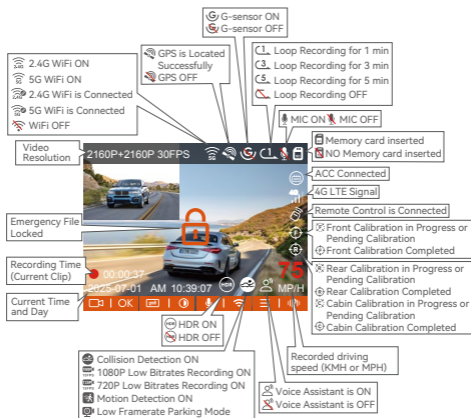 G-sensor ON
G-sensor OFF
2.4G WiFi ON
5G WiFi ON
2.4G WiFi is Connected
5G WiFi is Connected
WiFi OFF
GPS is Located
Successfully
GPS OFF
Loop Recording for 1 min
Loop Recording for 3 min
Loop Recording for 5 min
Loop Recording OFF
MIC ON MIC OFF
Video
Resolution
2160P+2160P 30FPS
Memory card inserted
NO Memory card inserted
ACC Connected
4G LTE Signal
Remote Control is Connected
Emergency File
Locked
Front Calibration in Progress or
Pending Calibration
Front Calibration Completed
Recording Time
(Current Clip)
00:00:37
75
MP/H
Rear Calibration in Progress or
Pending Calibration
Rear Calibration Completed
Cabin Calibration in Progress or
Pending Calibration
Cabin Calibration Completed
Current Time
and Day
2025-07-01 AM 10:39:07
OK
HDR ON
HDR OFF
Recorded driving
speed (KMH or MPH)
Collision Detection ON
1080P Low Bitrates Recording ON
720P Low Bitrates Recording ON
Motion Detection ON
Low Framerate Parking Mode
Voice Assistant is ON
Voice Assistant is OFF